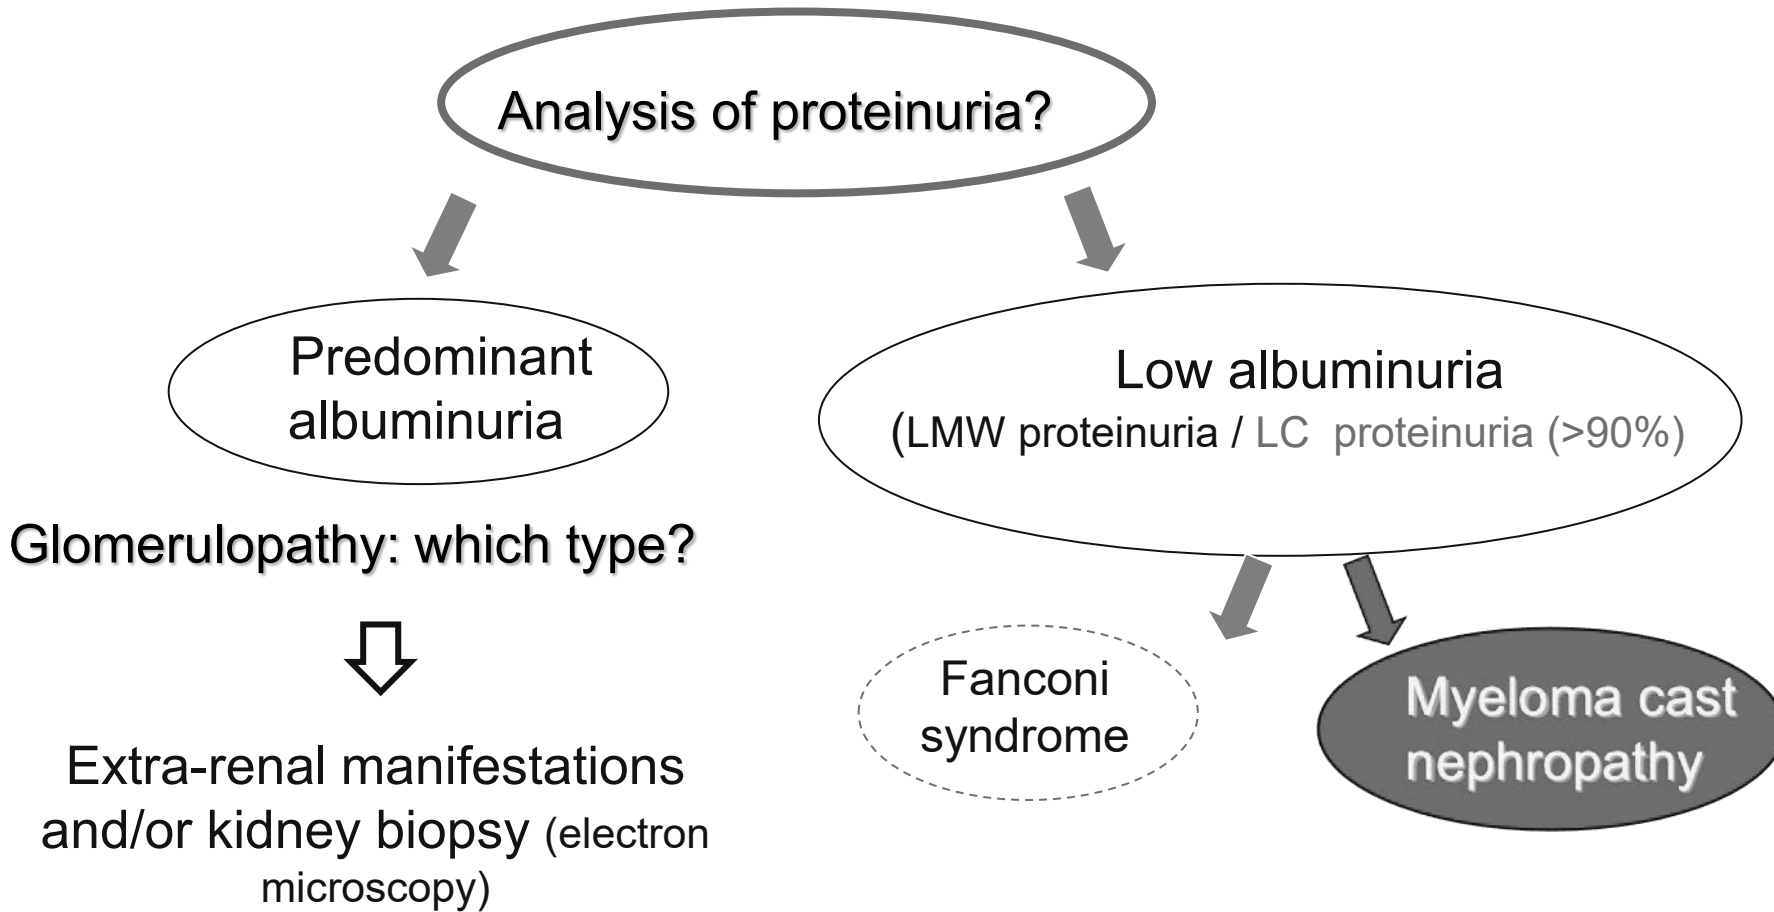 Analysis of proteinuria?
Predominant
albuminuria
Low albuminuria
(LMW proteinuria / LC proteinuria (>90%)
Glomerulopathy: which type?
Fanconi
syndrome
Myeloma cast
nephropathy
Extra-renal manifestations
and/or kidney biopsy (electron
microscopy)